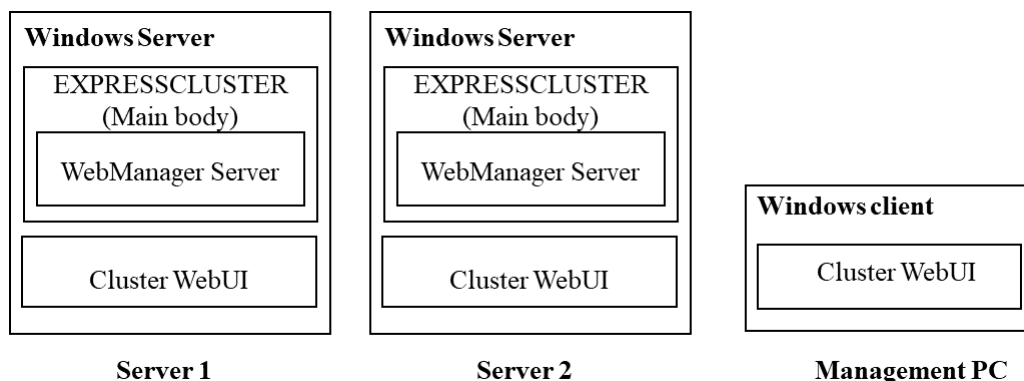 Windows Server
EXPRESSCLUSTER
(Main body)
WebManager Server
Cluster WebUI
Server 1
Windows Server
EXPRESSCLUSTER
(Main body)
WebManager Server
Cluster WebUI
Server 2
Windows client
Cluster WebUI
Management PC